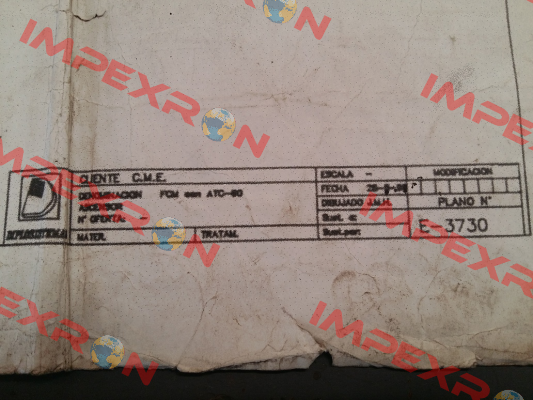 CLIENTE C.M.E.
DENOMINACION FCM con ATC-80
Nº OFERTA: -
MATER. TRATAM.
ESCALA -
FECHA
DIBUJADO J.M.H.
Sust. a:
Sust.por:
MODIFICACION
PLANO Nº
E-3730
IMPEXRON
IMPEXRON
IMPEXRON
IMPEXRON
IMPEXRON